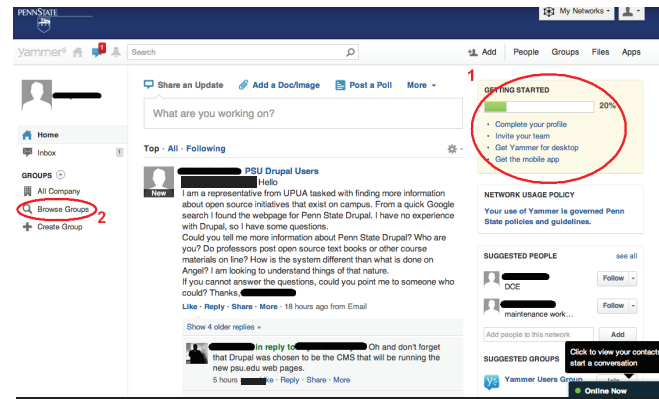 PENNSTATE
My Networks
yammer
1
Search
Add People Groups Files Apps
1
Share an Update Add a Doc/Image Post a Poll More
What are you working on?
GETTING STARTED
20%
Complete your profile
Invite your team
Get Yammer for desktop
Get the mobile app
Home
Inbox
1
GROUPS
All Company
Browse Groups
2
Create Group
Top · All · Following
PSU Drupal Users
New
Hello
I am a representative from UPUA tasked with finding more information
about open source initiatives that exist on campus. From a quick Google
search I found the webpage for Penn State Drupal. I have no experience
with Drupal, so I have some questions.
Could you tell me more information about Penn State Drupal? Who are
you? Do professors post open source text books or other course
materials on line? How is the system different than what is done on
Angel? I am looking to understand things of that nature.
If you cannot answer the questions, could you point me to someone who
could? Thanks,
Like · Reply · Share · More · 18 hours ago from Email
Show 4 older replies »
in reply to Oh and don't forget
that Drupal was chosen to be the CMS that will be running the
new psu.edu web pages.
5 hours ke · Reply · Share · More
NETWORK USAGE POLICY
Your use of Yammer is governed Penn
State policies and guidelines.
SUGGESTED PEOPLE see all
DCE
Follow
maintenance work...
Follow
Add people to this network Add
SUGGESTED GROUPS
Click to view your contacts
start a conversation
Yammer Users Group
Online Now